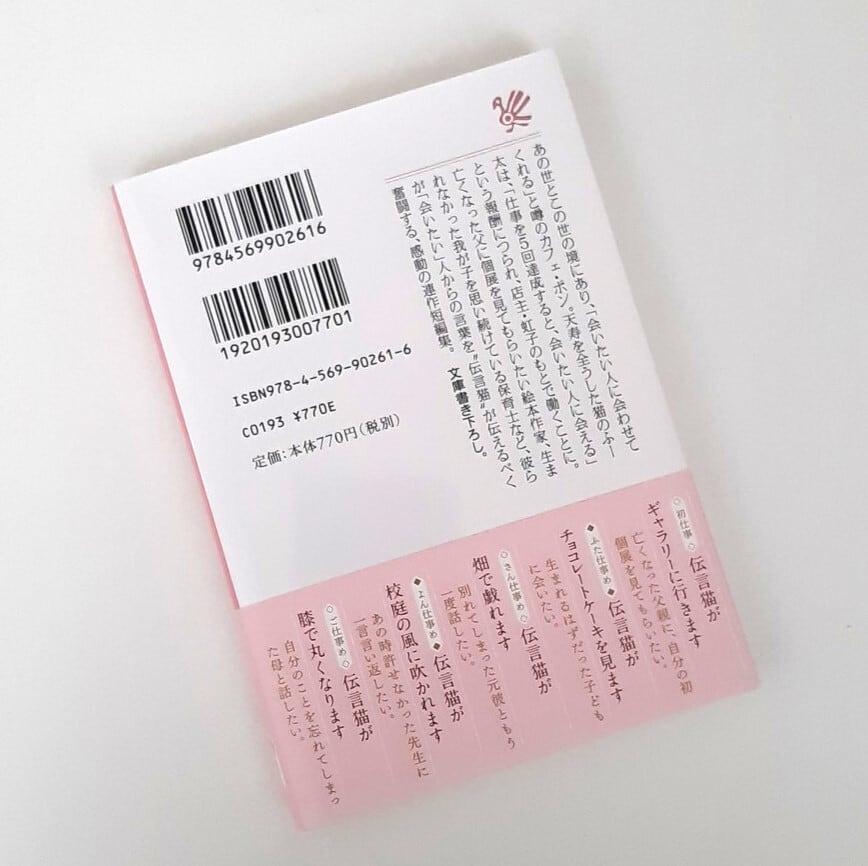 あの世とこの世の境にあり、「会いたい人に会わせて
くれる」と噂のカフェ・ポン。天寿を全うした猫のふー
太は、「仕事を5回達成すると、会いたい人に会える」
という報酬につられ、店主・虹子のもとで働くことに。
亡くなった父に個展を見てもらいたい絵本作家、生ま
れなかった我が子を思い続けている保育士など、彼ら
が「会いたい」人からの言葉を〝伝言猫〟が伝えるべく
奮闘する、感動の連作短編集。
文庫書き下ろし。
9784569902616
1920193007701
ISBN978-4-569-90261-6
C0193 ¥770E
定価:本体770円(税別)
◇初仕事◇ 伝言猫が
ギャラリーに行きます
亡くなった父親に、自分の初
個展を見てもらいたい。
◆ふた仕事め◆ 伝言猫が
チョコレートケーキを見ます
生まれるはずだった子ども
に会いたい。
◇さん仕事め◇ 伝言猫が
畑で戯れます
別れてしまった元彼ともう
一度話したい。
◆よん仕事め◆ 伝言猫が
校庭の風に吹かれます
あの時許せなかった先生に
一言言い返したい。
◇ご仕事め◇ 伝言猫が
膝で丸くなります
自分のことを忘れてしまっ
た母と話したい。